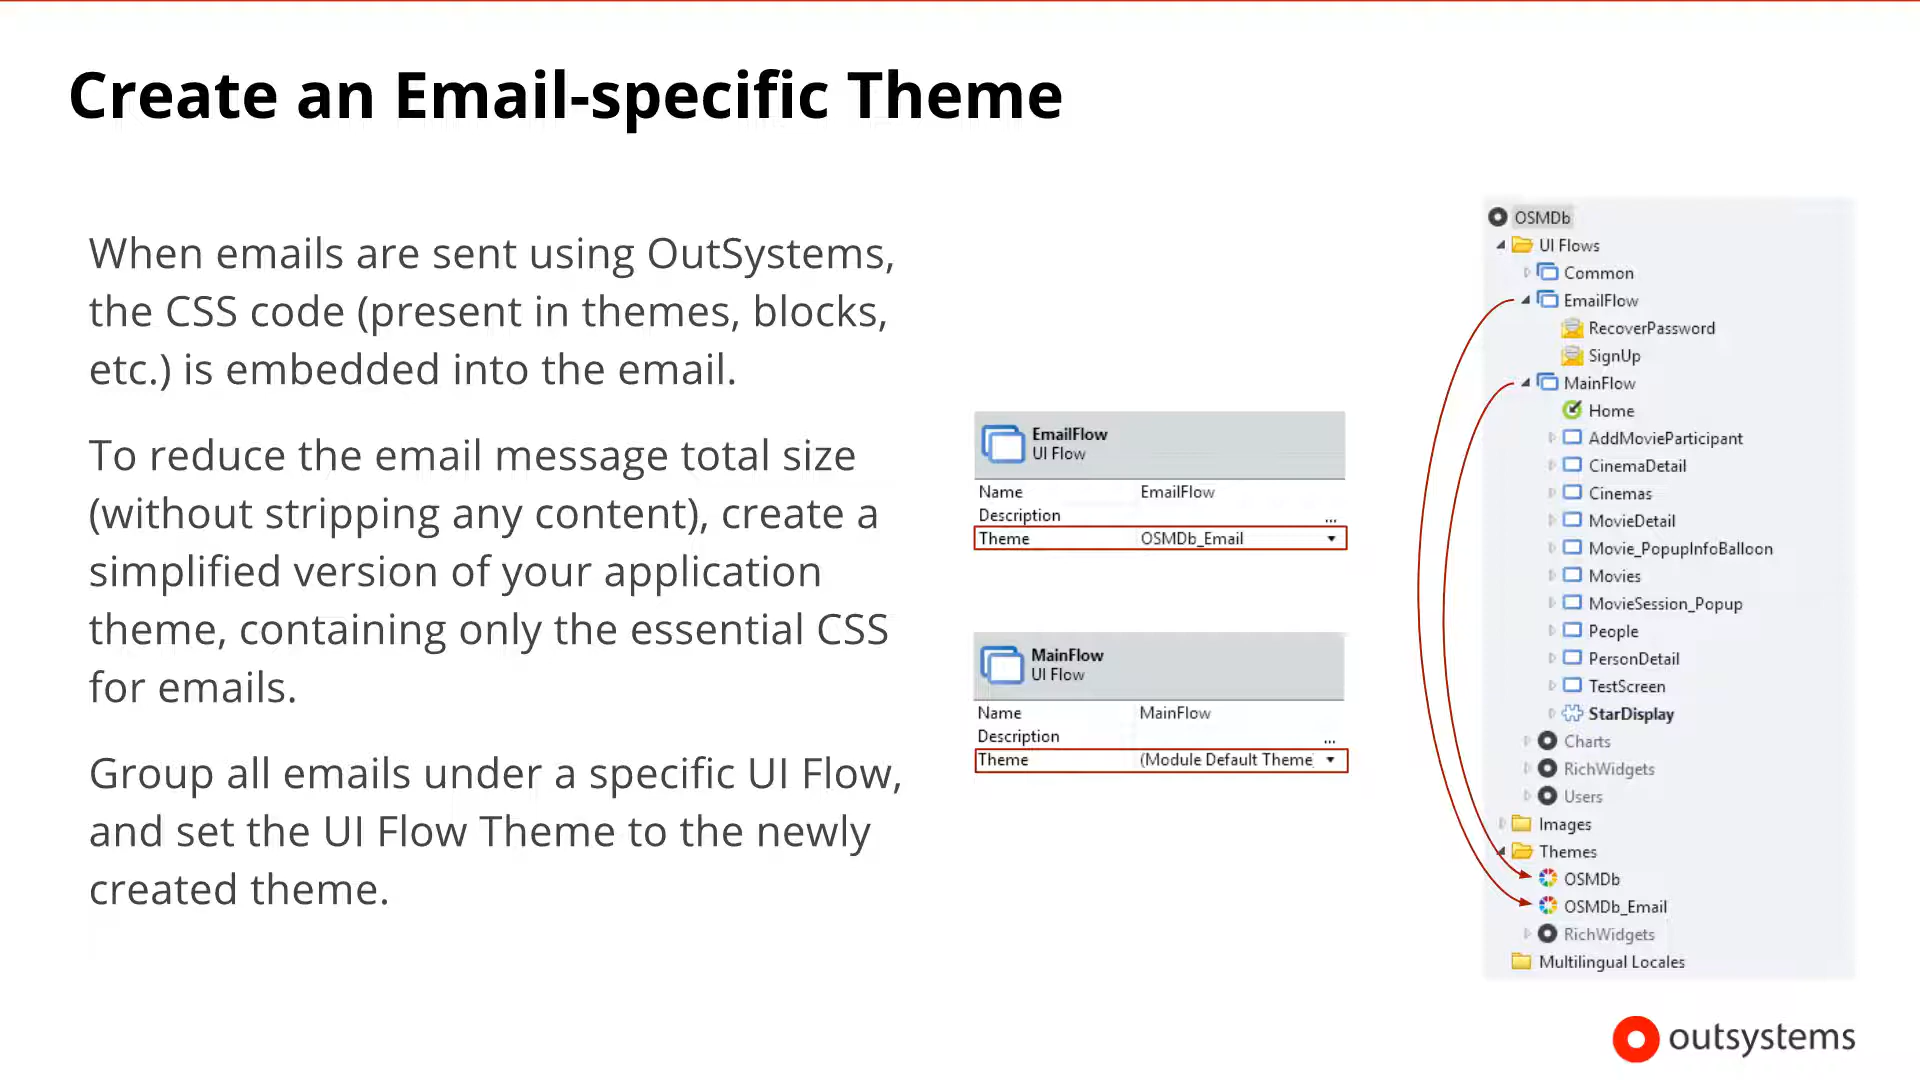 Create an Email-specific Theme
When emails are sent using OutSystems,
the CSS code (present in themes, blocks,
etc.) is embedded into the email.
To reduce the email message total size
(without stripping any content), create a
simplified version of your application
theme, containing only the essential CSS
for emails.
Group all emails under a specific UI Flow,
and set the UI Flow Theme to the newly
created theme.
EmailFlow
UI Flow
Name EmailFlow
Description ...
Theme OSMDb_Email
MainFlow
UI Flow
Name MainFlow
Description ...
Theme (Module Default Theme
OSMDb
UI Flows
Common
EmailFlow
RecoverPassword
SignUp
MainFlow
Home
AddMovieParticipant
CinemaDetail
Cinemas
MovieDetail
Movie_PopupInfoBalloon
Movies
MovieSession_Popup
People
PersonDetail
TestScreen
StarDisplay
Charts
RichWidgets
Users
Images
Themes
OSMDb
OSMDb_Email
RichWidgets
Multilingual Locales
outsystems